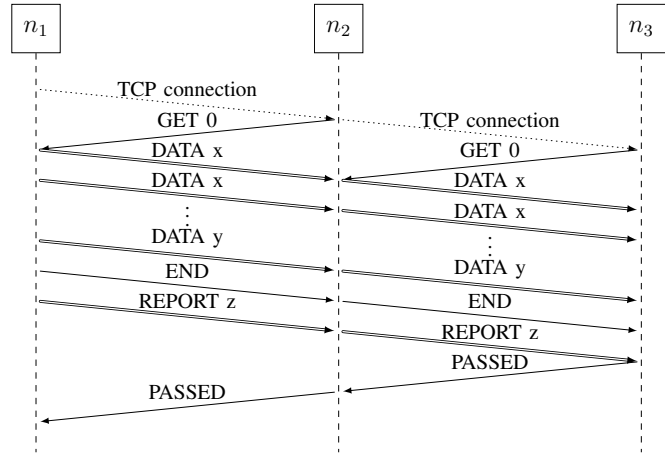 n1 n2 n3
TCP connection
GET 0
TCP connection
DATA x
GET 0
DATA x
DATA x
⋮
DATA x
DATA y
⋮
END
DATA y
REPORT z
END
REPORT z
PASSED
PASSED